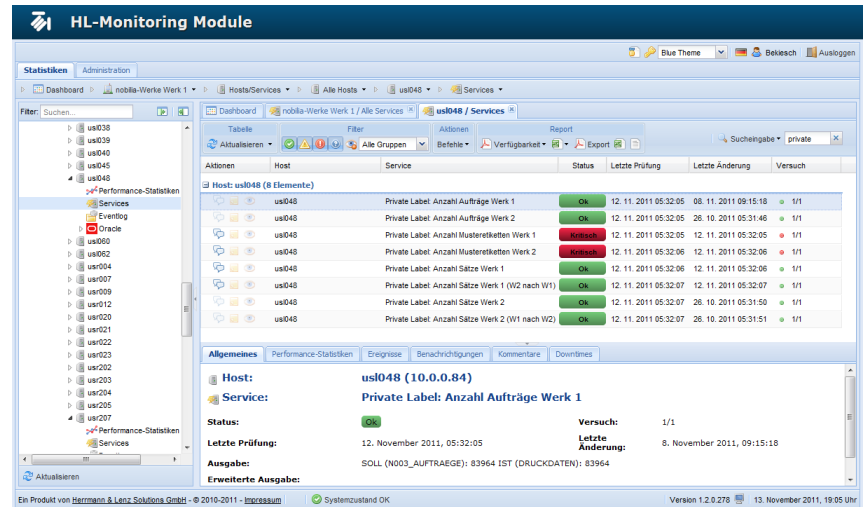 HL-Monitoring Module
Blue Theme Bekiesch Ausloggen
Statistiken Administration
Dashboard nobilia-Werke Werk 1 Hosts/Services Alle Hosts usl048 Services
Filter: Suchen...
usl038
usl039
usl040
usl045
usl048
Performance-Statistiken
Services
Eventlog
Oracle
usl060
usl062
usr004
usr007
usr009
usr012
usr020
usr021
usr022
usr023
usr202
usr203
usr204
usr205
usr207
Performance-Statistiken
Services
Aktualisieren
Dashboard nobilia-Werke Werk 1 / Alle Services usl048 / Services
Tabelle Filter Aktionen Report
Aktualisieren Alle Gruppen Befehle Verfügbarkeit Export Sucheingabe private
Aktionen Host Service Status Letzte Prüfung Letzte Änderung Versuch
Host: usl048 (8 Elemente)
usl048 Private Label: Anzahl Aufträge Werk 1 Ok 12. 11. 2011 05:32:05 08. 11. 2011 09:15:18 1/1
usl048 Private Label: Anzahl Aufträge Werk 2 Ok 12. 11. 2011 05:32:05 26. 10. 2011 05:31:46 1/1
usl048 Private Label: Anzahl Musteretiketten Werk 1 Kritisch 12. 11. 2011 05:32:05 12. 11. 2011 05:32:05 1/1
usl048 Private Label: Anzahl Musteretiketten Werk 2 Kritisch 12. 11. 2011 05:32:06 12. 11. 2011 05:32:06 1/1
usl048 Private Label: Anzahl Sätze Werk 1 Ok 12. 11. 2011 05:32:06 12. 11. 2011 05:32:06 1/1
usl048 Private Label: Anzahl Sätze Werk 1 (W2 nach W1) Ok 12. 11. 2011 05:32:07 12. 11. 2011 05:32:07 1/1
usl048 Private Label: Anzahl Sätze Werk 2 Ok 12. 11. 2011 05:32:07 26. 10. 2011 05:31:50 1/1
usl048 Private Label: Anzahl Sätze Werk 2 (W1 nach W2) Ok 12. 11. 2011 05:32:07 26. 10. 2011 05:31:51 1/1
Allgemeines Performance-Statistiken Ereignisse Benachrichtigungen Kommentare Downtimes
Host: usl048 (10.0.0.84)
Service: Private Label: Anzahl Aufträge Werk 1
Status: Ok Versuch: 1/1
Letzte Prüfung: 12. November 2011, 05:32:05 Letzte Änderung: 8. November 2011, 09:15:18
Ausgabe: SOLL (N003_AUFTRAEGE): 83964 IST (DRUCKDATEN): 83964
Erweiterte Ausgabe:
Ein Produkt von Herrmann & Lenz Solutions GmbH - © 2010-2011 - Impressum Systemzustand OK Version 1.2.0.278 13. November 2011, 19:05 Uhr